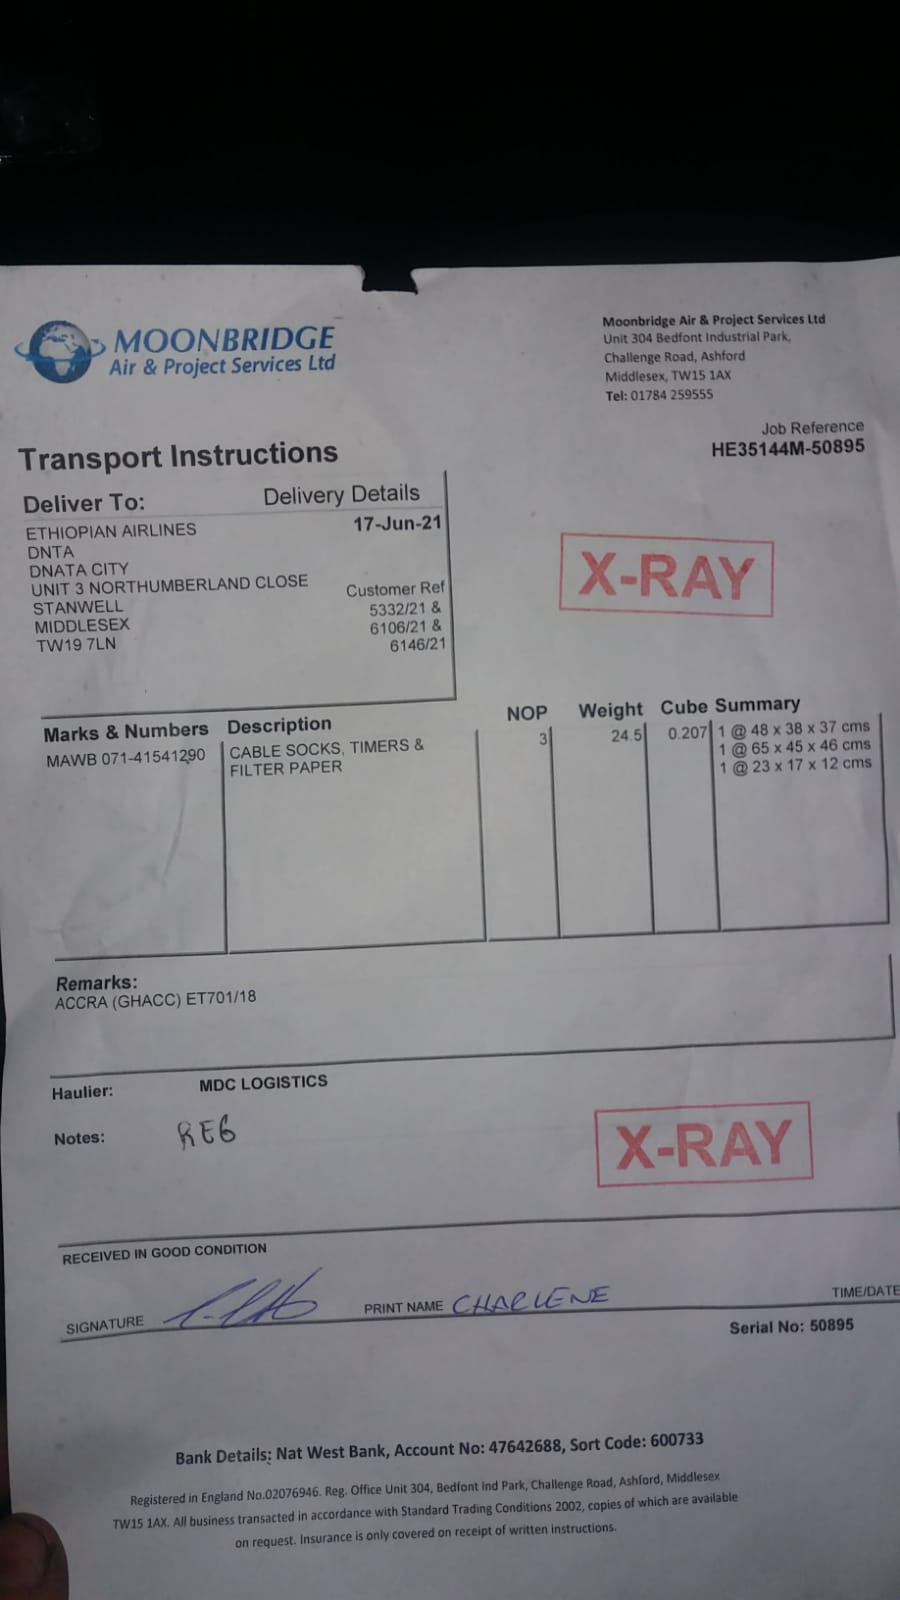 MOONBRIDGE
Air & Project Services Ltd
Moonbridge Air & Project Services Ltd
Unit 304 Bedfont Industrial Park,
Challenge Road, Ashford
Middlesex, TW15 1AX
Tel: 01784 259555
Job Reference
HE35144M-50895
Transport Instructions
Deliver To: Delivery Details
ETHIOPIAN AIRLINES 17-Jun-21
DNTA
DNATA CITY
UNIT 3 NORTHUMBERLAND CLOSE Customer Ref
STANWELL 5332/21 &
MIDDLESEX 6106/21 &
TW19 7LN 6146/21
X-RAY
Marks & Numbers Description NOP Weight Cube Summary
MAWB 071-41541290 CABLE SOCKS, TIMERS & 3 24.5 0.207 1 @ 48 x 38 x 37 cms
FILTER PAPER 1 @ 65 x 45 x 46 cms
1 @ 23 x 17 x 12 cms
Remarks:
ACCRA (GHACC) ET701/18
Haulier: MDC LOGISTICS
Notes: REG
X-RAY
RECEIVED IN GOOD CONDITION
SIGNATURE PRINT NAME CHARLENE TIME/DATE
Serial No: 50895
Bank Details: Nat West Bank, Account No: 47642688, Sort Code: 600733
Registered in England No.02076946. Reg. Office Unit 304, Bedfont Ind Park, Challenge Road, Ashford, Middlesex
TW15 1AX. All business transacted in accordance with Standard Trading Conditions 2002, copies of which are available
on request. Insurance is only covered on receipt of written instructions.